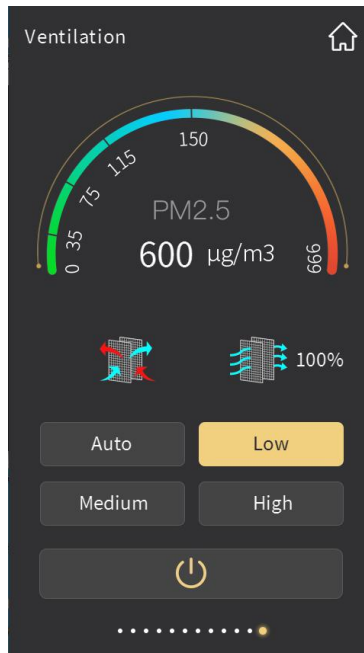 Ventilation
0
35
75
115
150
999
PM2.5
600 μg/m3
100%
Auto
Low
Medium
High